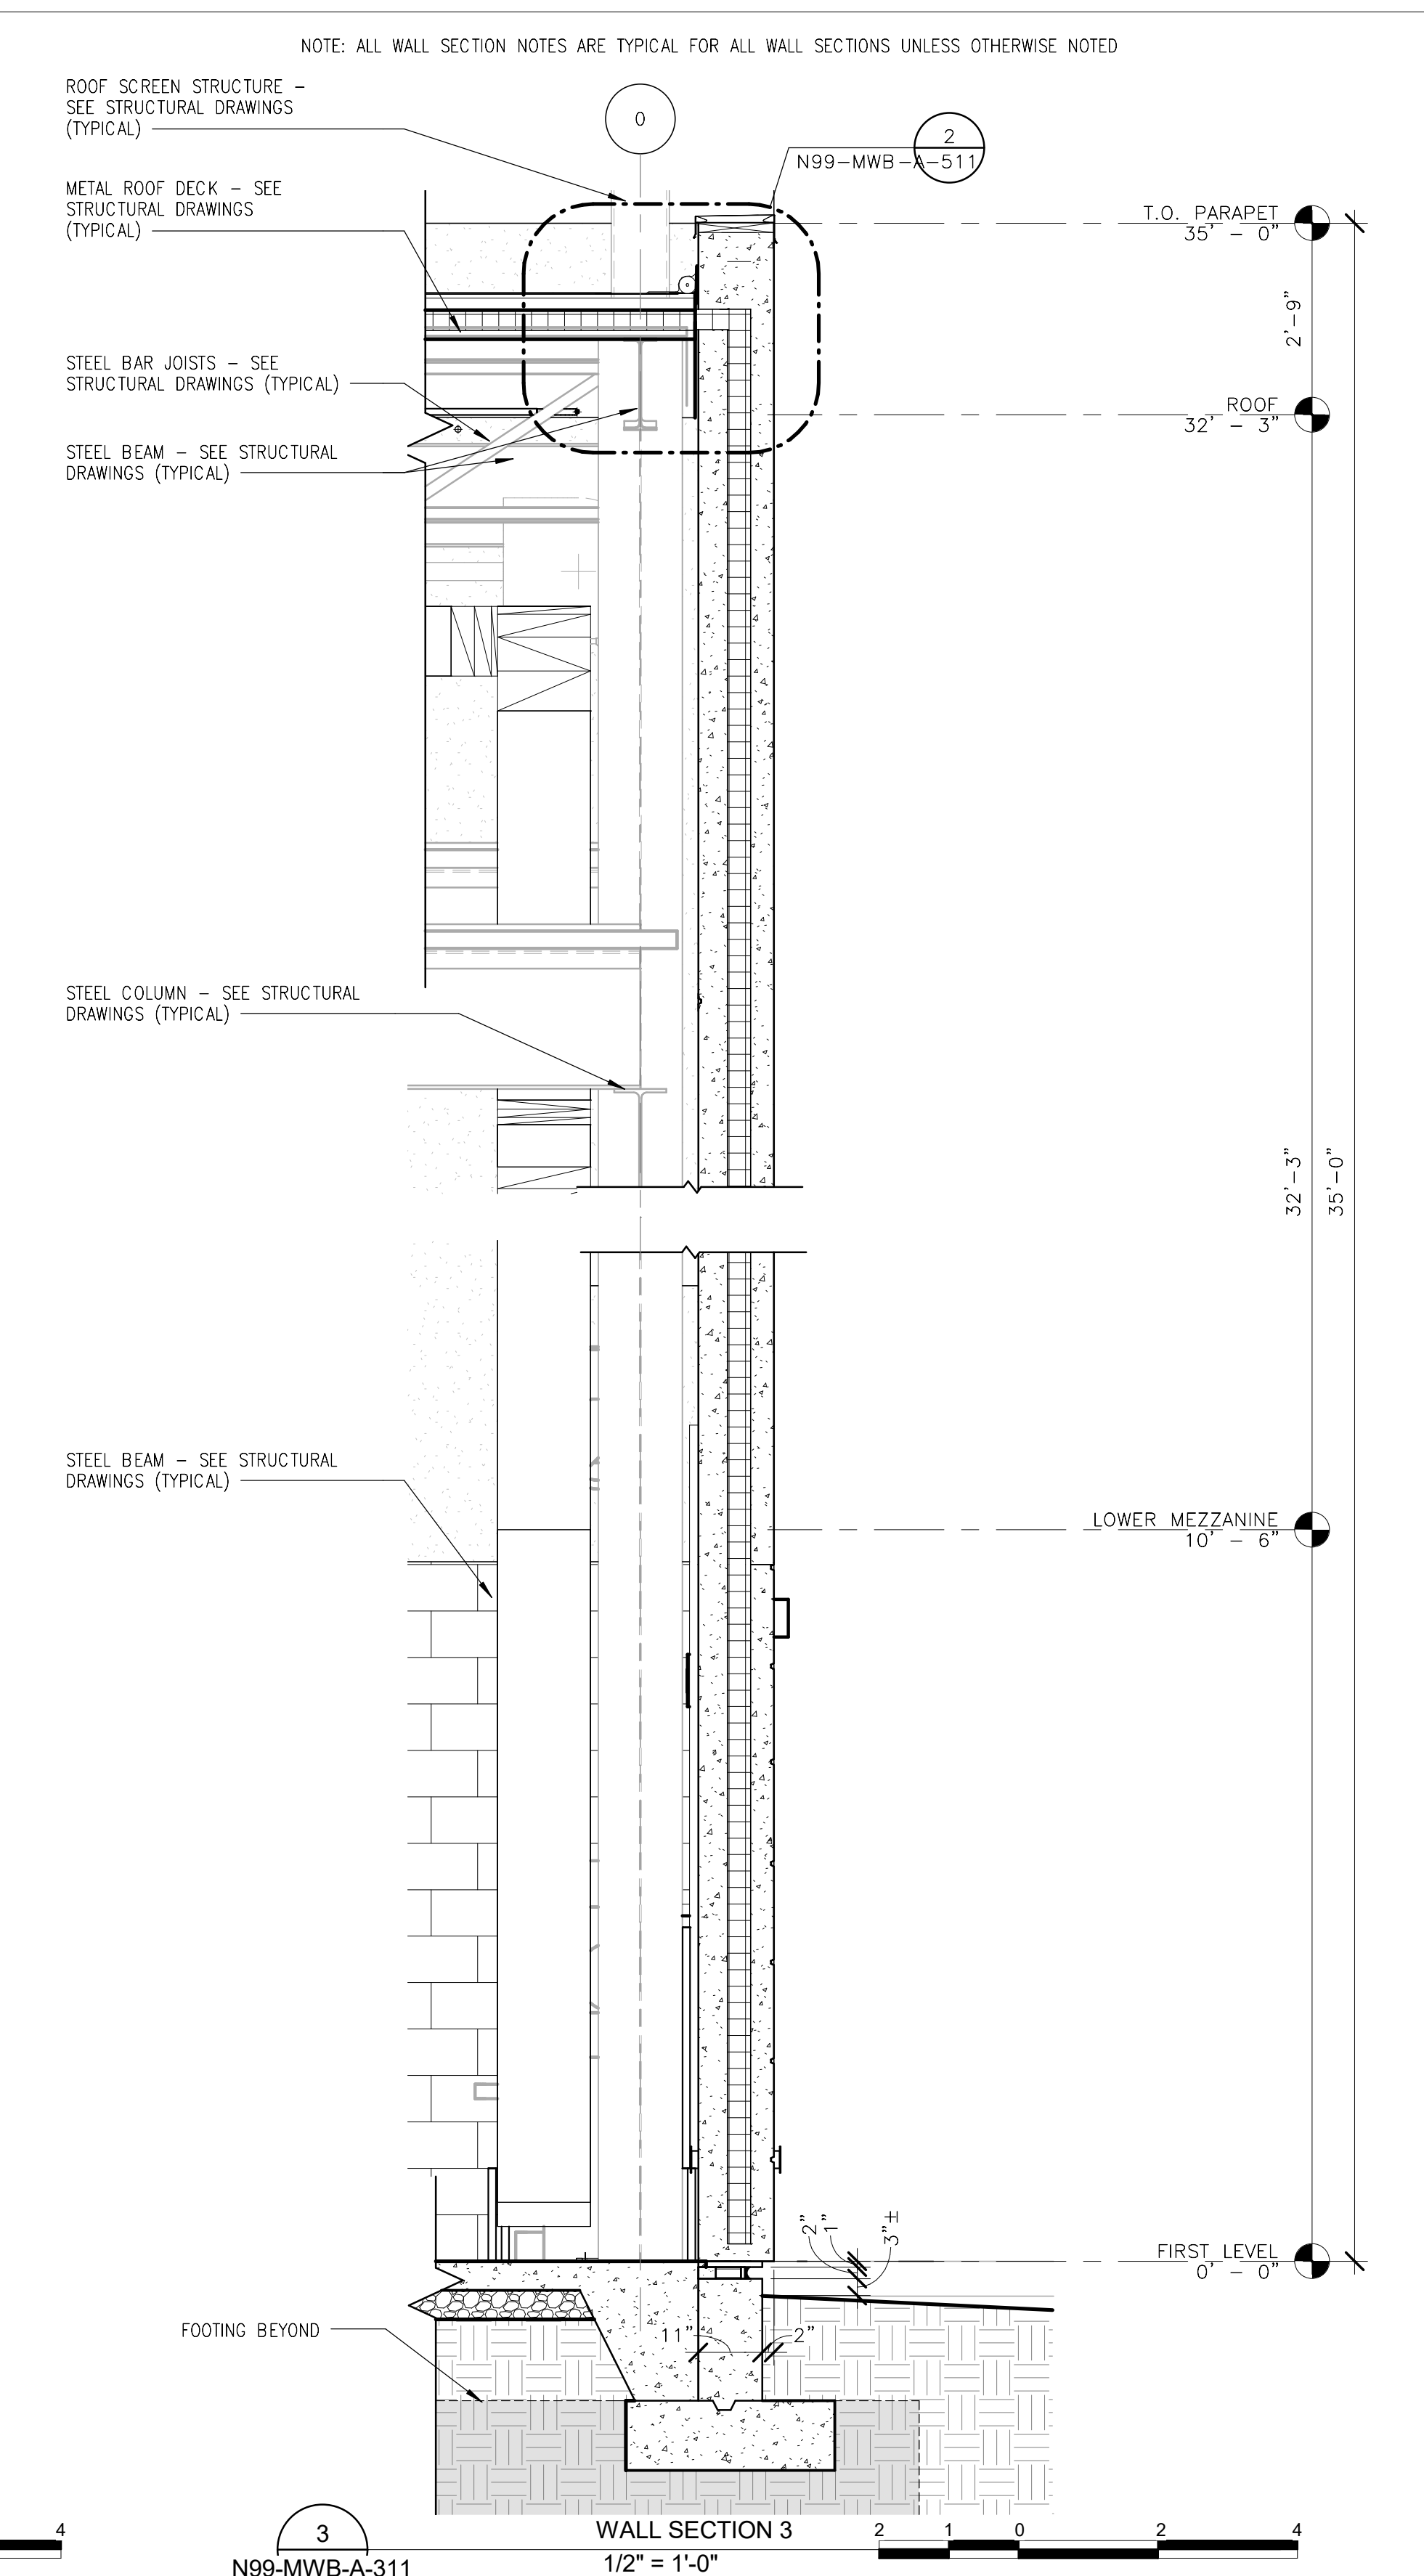 NOTE: ALL WALL SECTION NOTES ARE TYPICAL FOR ALL WALL SECTIONS UNLESS OTHERWISE NOTED
ROOF SCREEN STRUCTURE –
SEE STRUCTURAL DRAWINGS
(TYPICAL)
0
2
N99-MWB-A-511
METAL ROOF DECK – SEE
STRUCTURAL DRAWINGS
(TYPICAL)
T.O. PARAPET
35' – 0"
2'-9"
STEEL BAR JOISTS – SEE
STRUCTURAL DRAWINGS (TYPICAL)
ROOF
32' – 3"
STEEL BEAM – SEE STRUCTURAL
DRAWINGS (TYPICAL)
STEEL COLUMN – SEE STRUCTURAL
DRAWINGS (TYPICAL)
32'-3"
35'-0"
STEEL BEAM – SEE STRUCTURAL
DRAWINGS (TYPICAL)
LOWER MEZZANINE
10' – 6"
2"
1"
3"±
FIRST LEVEL
0' – 0"
FOOTING BEYOND
11"
2"
4
3
N99-MWB-A-311
WALL SECTION 3
1/2" = 1'-0"
2 1 0 2 4